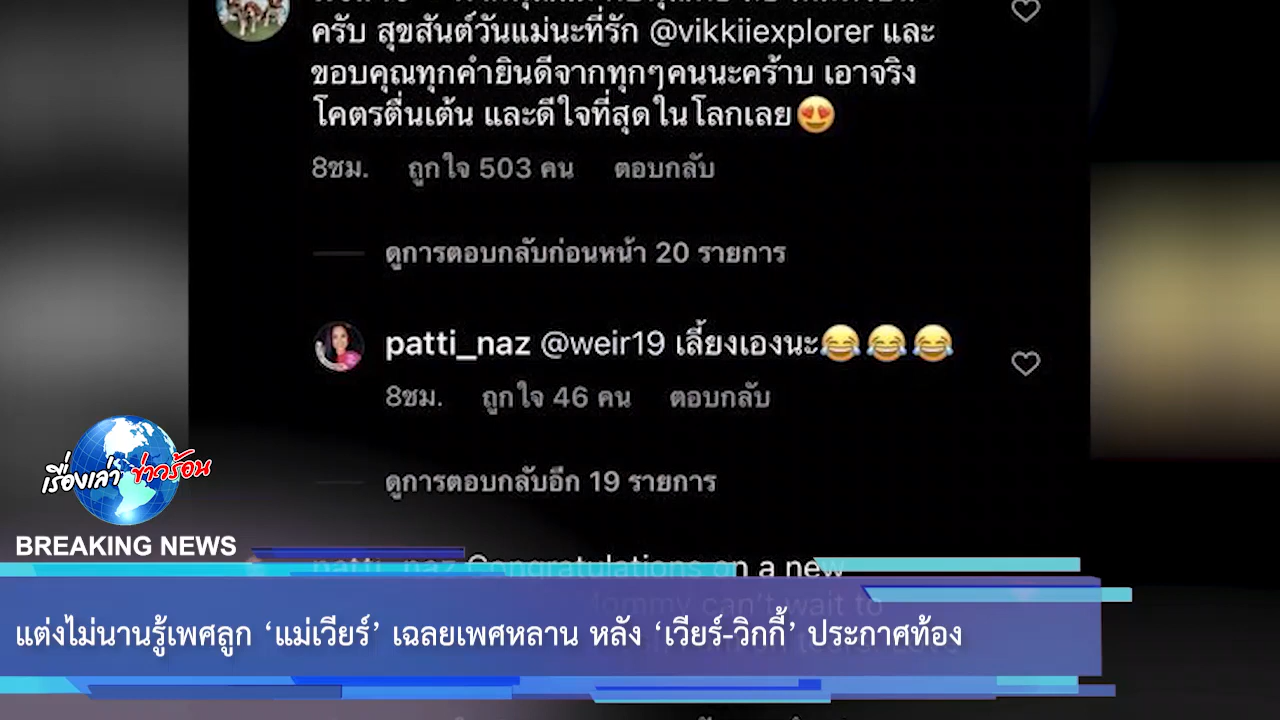 ครับ สุขสันต์วันแม่นะที่รัก @vikkiiexplorer และ
ขอบคุณทุกคำยินดีจากทุกๆคนนะคร้าบ เอาจริง
โคตรตื่นเต้น และดีใจที่สุดในโลกเลย😍
8ชม. ถูกใจ 503 คน ตอบกลับ
ดูการตอบกลับก่อนหน้า 20 รายการ
patti_naz @weir19 เลี้ยงเองนะ😂😂😂
8ชม. ถูกใจ 46 คน ตอบกลับ
ดูการตอบกลับอีก 19 รายการ
เรื่องเล่า ข่าวร้อน
BREAKING NEWS
patti_naz Congratulations on a new
mommy can't wait to
แต่งไม่นานรู้เพศลูก ‘แม่เวียร์’ เฉลยเพศหลาน หลัง ‘เวียร์-วิกกี้’ ประกาศท้อง